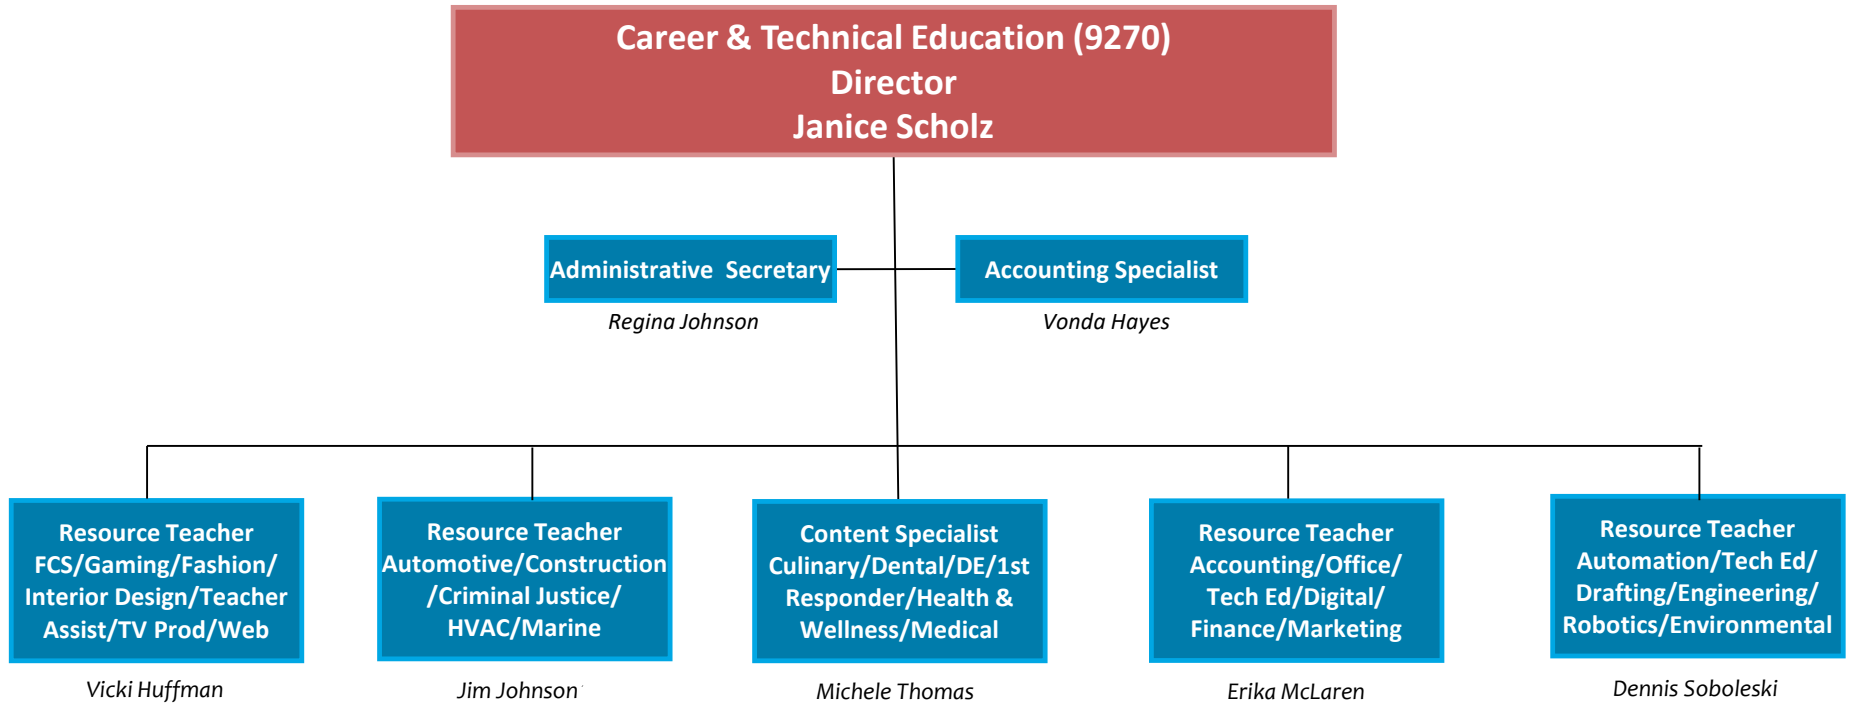 Career & Technical Education (9270)
Director
Janice Scholz
Administrative  Secretary
Regina Johnson
Accounting Specialist
Vonda Hayes
Resource Teacher
FCS/Gaming/Fashion/
Interior Design/Teacher
Assist/TV Prod/Web
Vicki Huffman
Resource Teacher
Automotive/Construction
/Criminal Justice/
HVAC/Marine
Jim Johnson
Content Specialist
Culinary/Dental/DE/1st
Responder/Health &
Wellness/Medical
Michele Thomas
Resource Teacher
Accounting/Office/
Tech Ed/Digital/
Finance/Marketing
Erika McLaren
Resource Teacher
Automation/Tech Ed/
Drafting/Engineering/
Robotics/Environmental
Dennis Soboleski